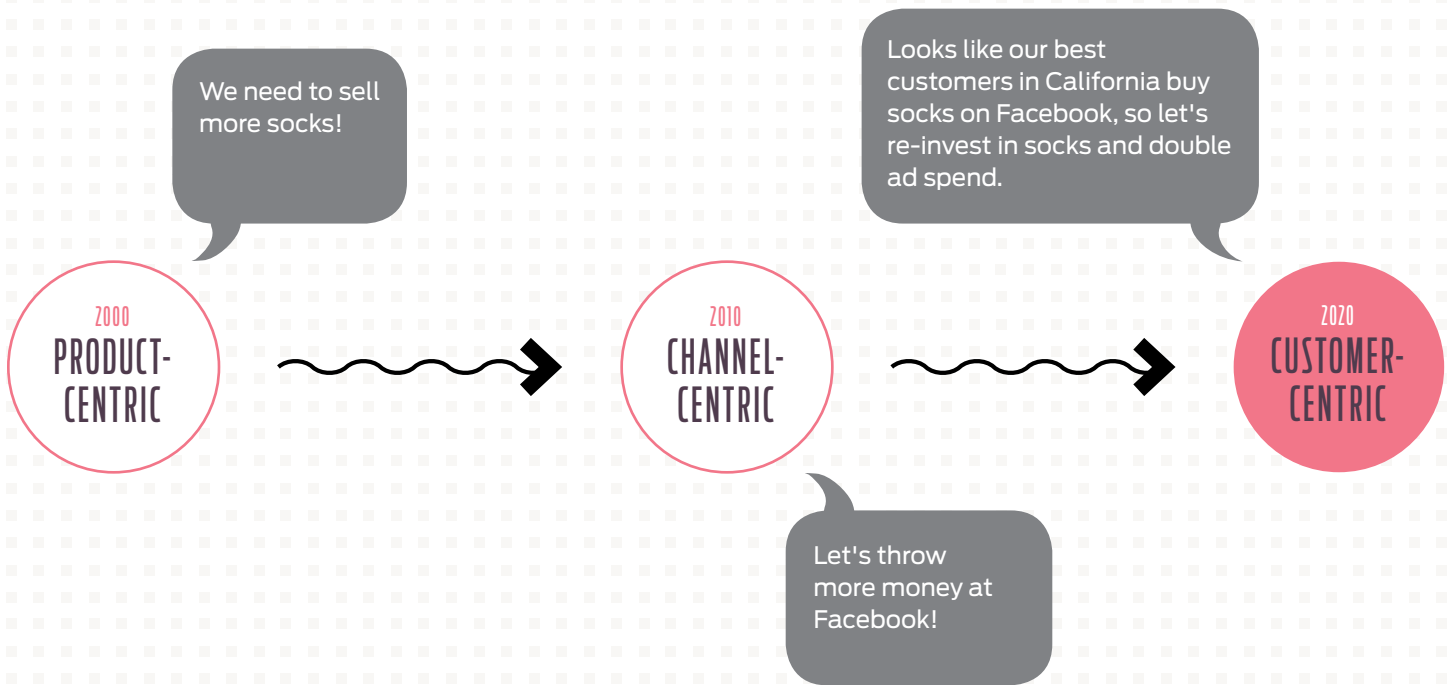 We need to sell
more socks!
Looks like our best
customers in California buy
socks on Facebook, so let's
re-invest in socks and double
ad spend.
2000
PRODUCT-
CENTRIC
2010
CHANNEL-
CENTRIC
2020
CUSTOMER-
CENTRIC
Let's throw
more money at
Facebook!